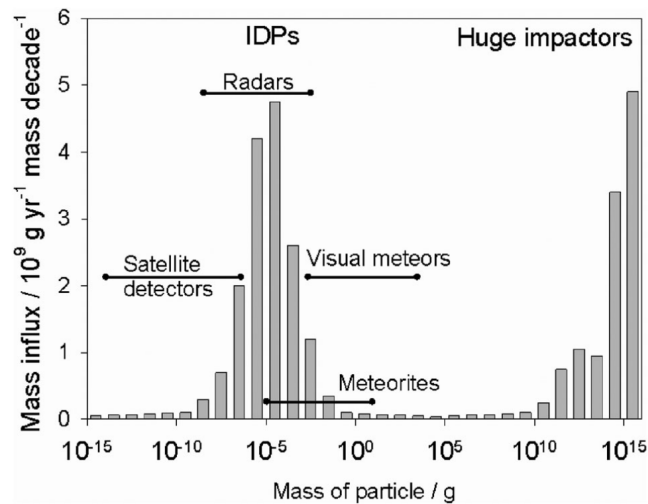 Mass influx / 10⁹ g yr⁻¹ mass decade⁻¹
6
5
4
3
2
1
0
IDPs
Huge impactors
Radars
Satellite
detectors
Visual meteors
Meteorites
10⁻¹⁵ 10⁻¹⁰ 10⁻⁵ 10⁰ 10⁵ 10¹⁰ 10¹⁵
Mass of particle / g